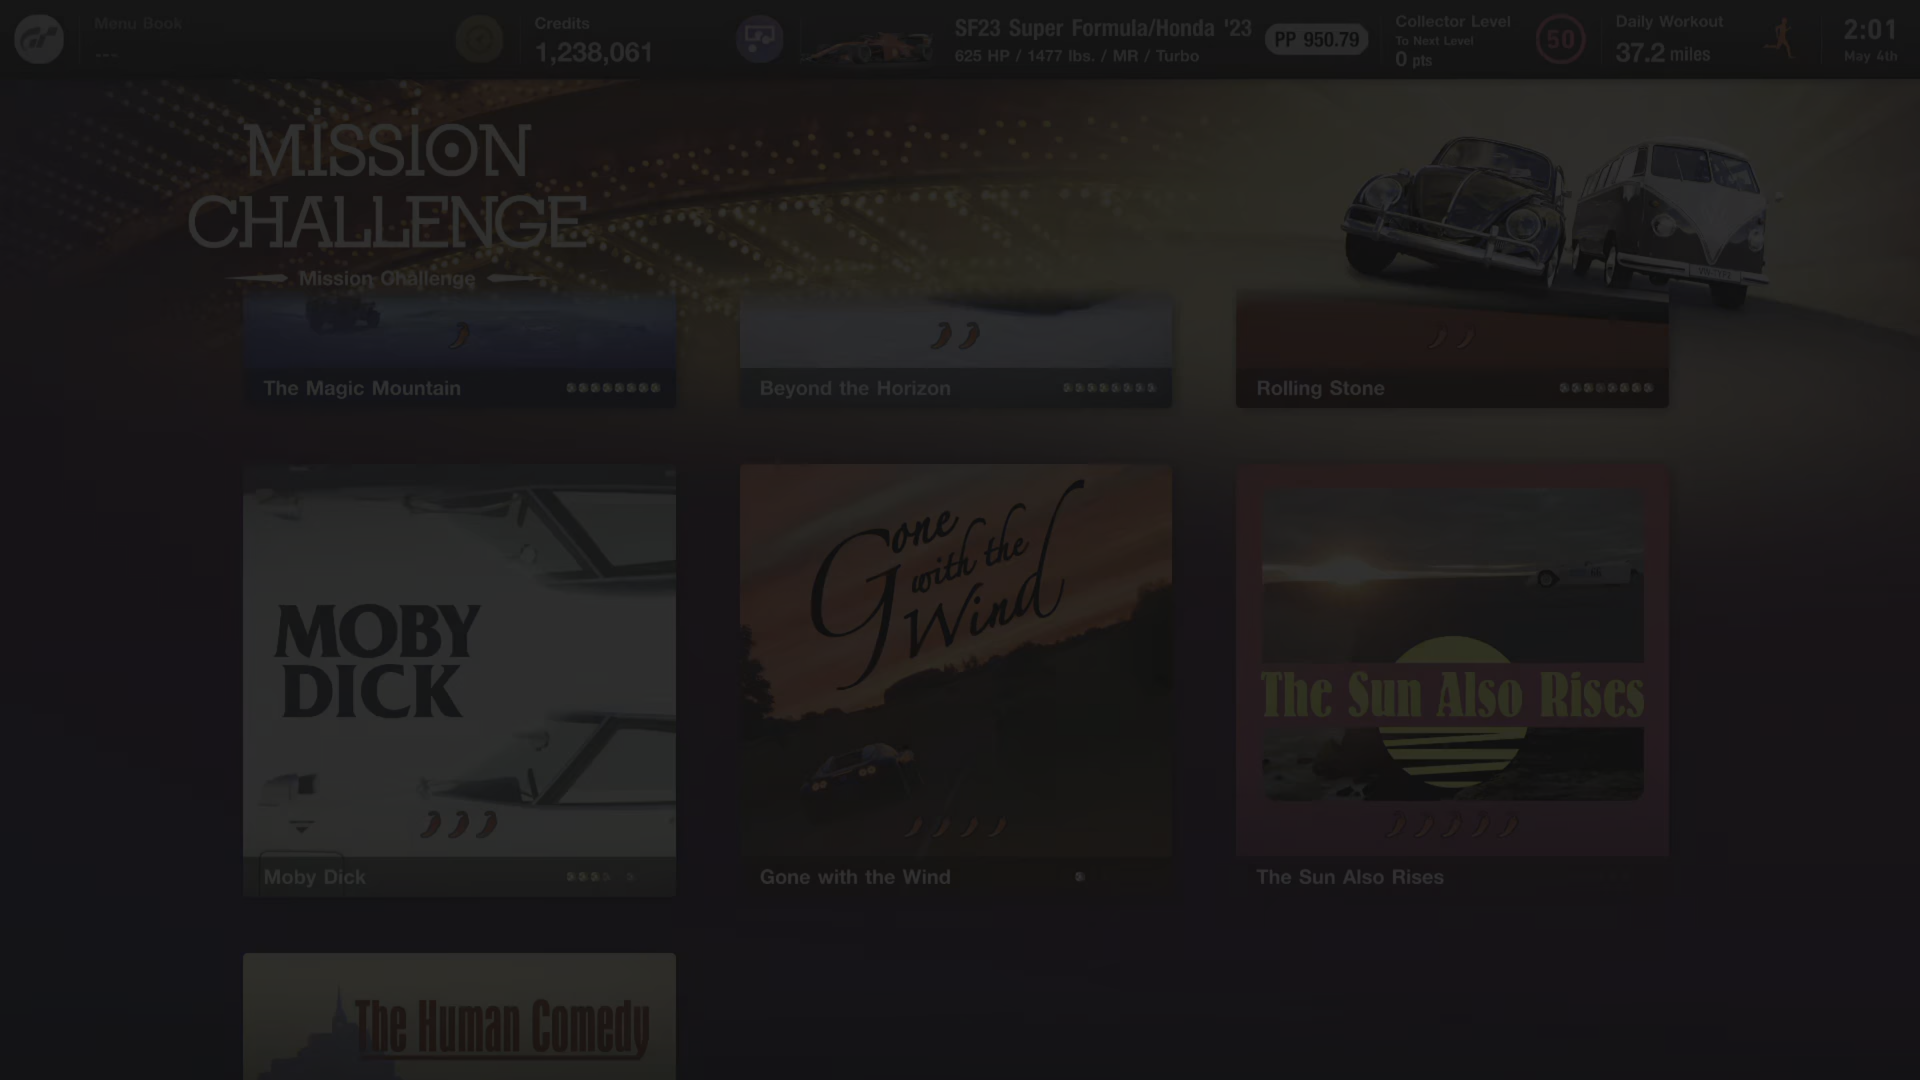 Menu Book
---
Credits
1,238,061
SF23 Super Formula/Honda '23
625 HP / 1477 lbs. / MR / Turbo
PP 950.79
Collector Level
To Next Level
0 pts
50
Daily Workout
37.2 miles
2:01
May 4th
MISSION
CHALLENGE
Mission Challenge
The Magic Mountain
Beyond the Horizon
Rolling Stone
MOBY
DICK
Moby Dick
Gone
with the
Wind
Gone with the Wind
The Sun Also Rises
The Sun Also Rises
The Human Comedy